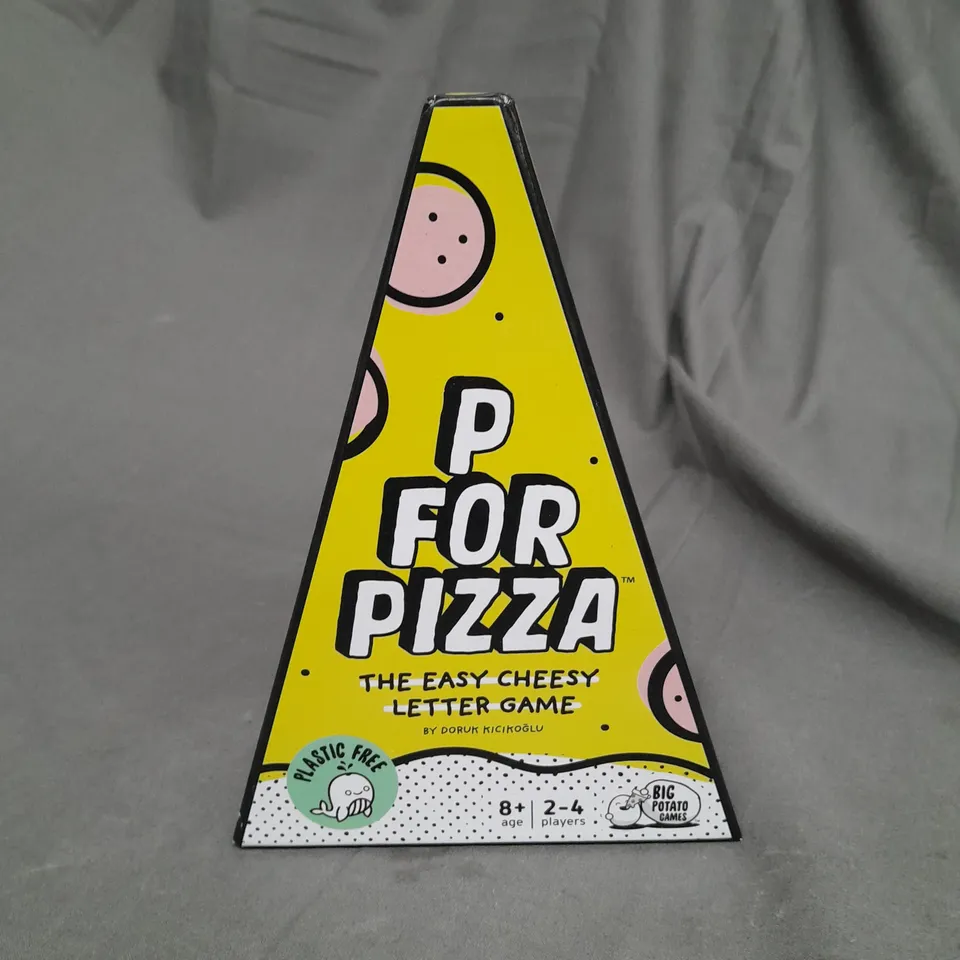 P
FOR
PIZZA™
THE EASY CHEESY
LETTER GAME
BY DORUK KICIKOĞLU
PLASTIC FREE
8+ 2-4
age players
BIG
POTATO
GAMES